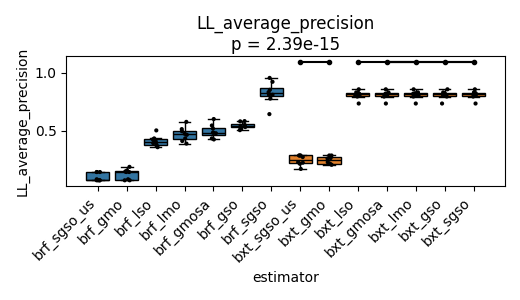 LL_average_precision
p = 2.39e-15
LL_average_precision
1.0
0.5
brf_sgso_us
brf_gmo
brf_lso
brf_lmo
brf_gmosa
brf_gso
brf_sgso
bxt_sgso_us
bxt_gmo
bxt_lso
bxt_gmosa
bxt_lmo
bxt_gso
bxt_sgso
estimator